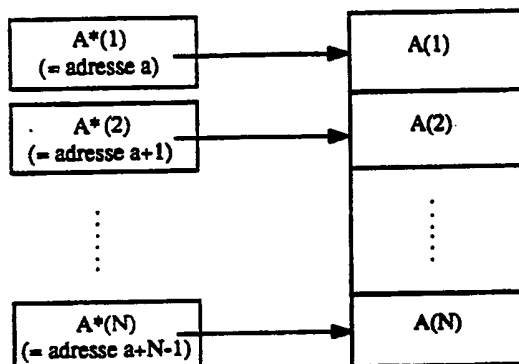 A*(1)
(= adresse a)
A(1)
A*(2)
(= adresse a+1)
A(2)
A*(N)
(= adresse a+N-1)
A(N)